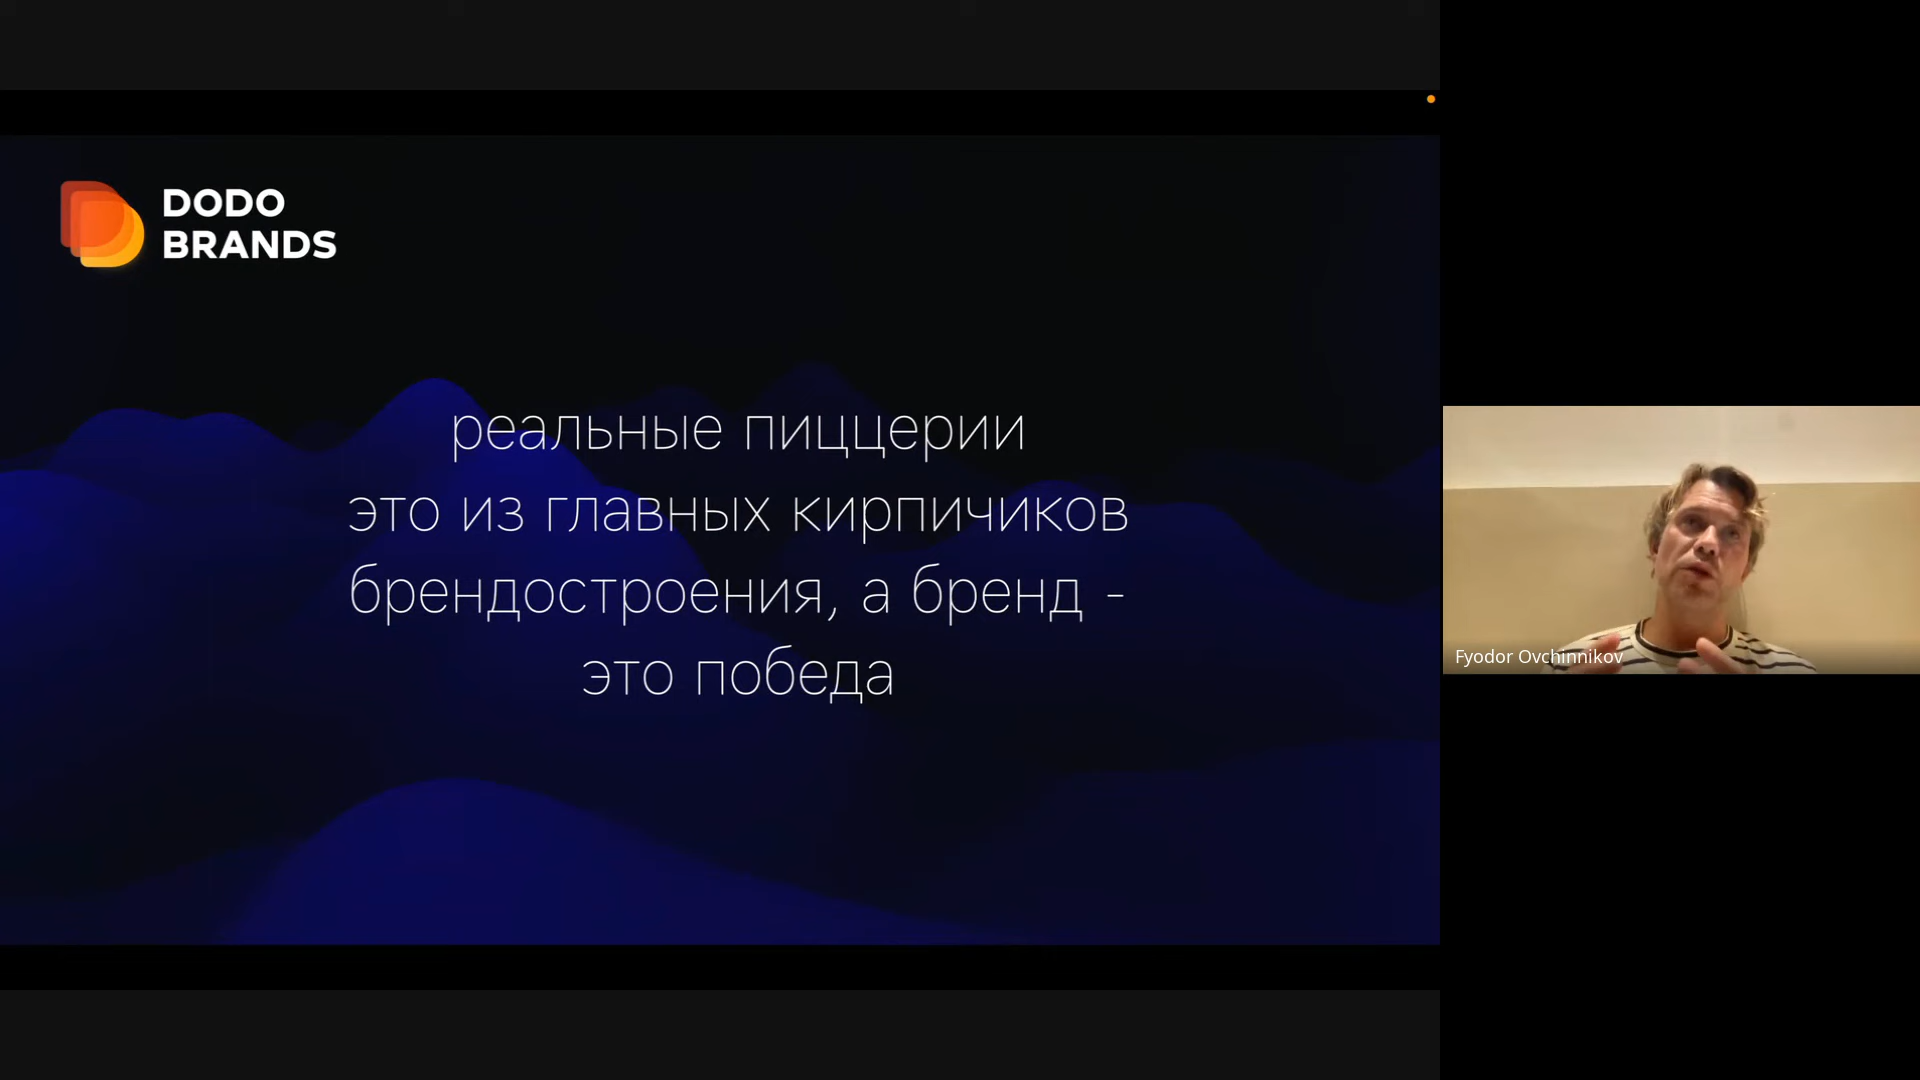 DODO
BRANDS
реальные пиццерии
это из главных кирпичиков
брендостроения, а бренд -
это победа
Fyodor Ovchinnikov